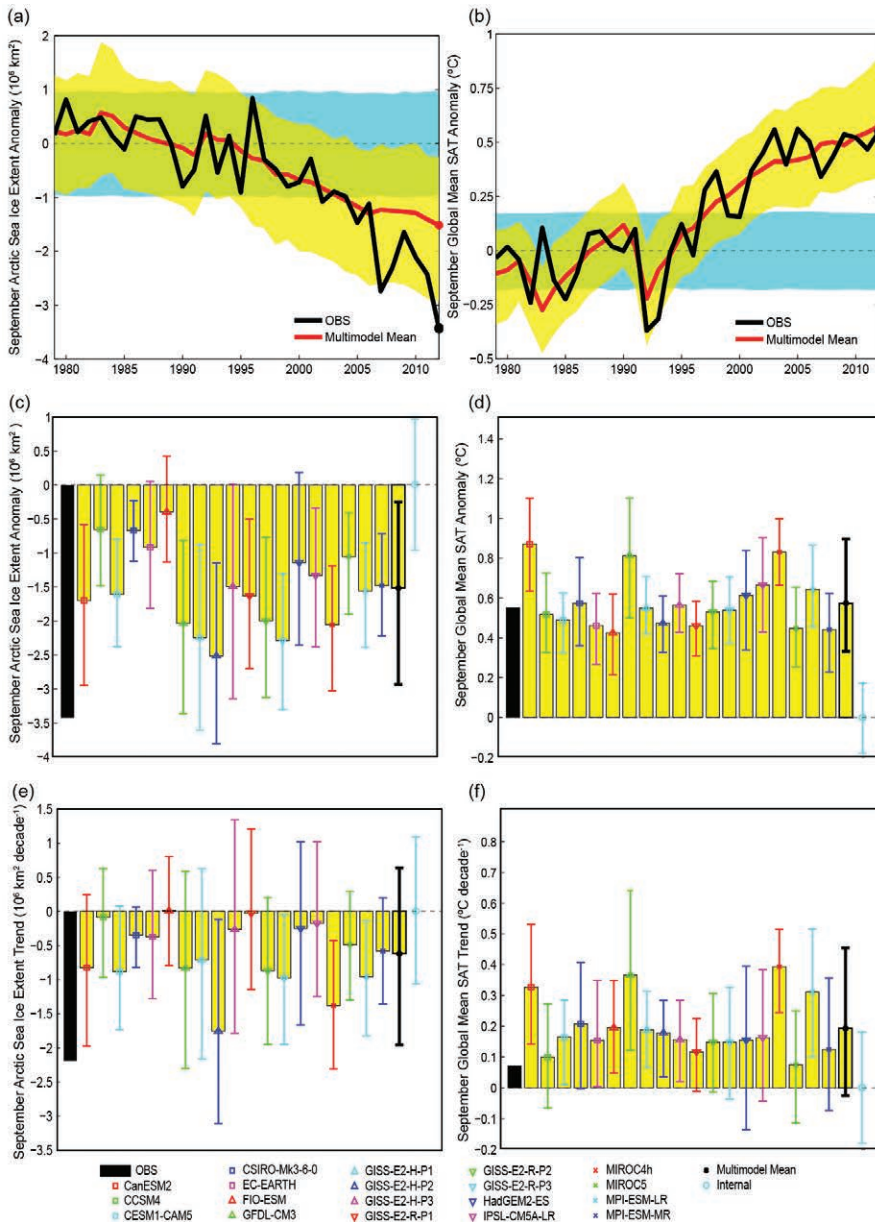 (a)
(b)
September Arctic Sea Ice Extent Anomaly (10⁶ km²)
2
1
0
−1
−2
−3
−4
1980 1985 1990 1995 2000 2005 2010
OBS
Multimodel Mean
September Global Mean SAT Anomaly (ºC)
1
0.75
0.5
0.25
0
−0.25
−0.5
1980 1985 1990 1995 2000 2005 2010
OBS
Multimodel Mean
(c)
(d)
September Arctic Sea Ice Extent Anomaly (10⁶ km²)
1
0.5
0
−0.5
−1
−1.5
−2
−2.5
−3
−3.5
−4
September Global Mean SAT Anomaly (ºC)
1.4
1.2
1.0
0.8
0.6
0.4
0.2
0
−0.2
(e)
(f)
September Arctic Sea Ice Extent Trend (10⁶ km² decade⁻¹)
1.5
1
0.5
0
−0.5
−1
−1.5
−2
−2.5
−3
−3.5
September Global Mean SAT Trend (ºC decade⁻¹)
0.8
0.7
0.6
0.5
0.4
0.3
0.2
0.1
0
−0.1
−0.2
OBS
CanESM2
CCSM4
CESM1-CAM5
CSIRO-Mk3-6-0
EC-EARTH
FIO-ESM
GFDL-CM3
GISS-E2-H-P1
GISS-E2-H-P2
GISS-E2-H-P3
GISS-E2-R-P1
GISS-E2-R-P2
GISS-E2-R-P3
HadGEM2-ES
IPSL-CM5A-LR
MIROC4h
MIROC5
MPI-ESM-LR
MPI-ESM-MR
Multimodel Mean
Internal